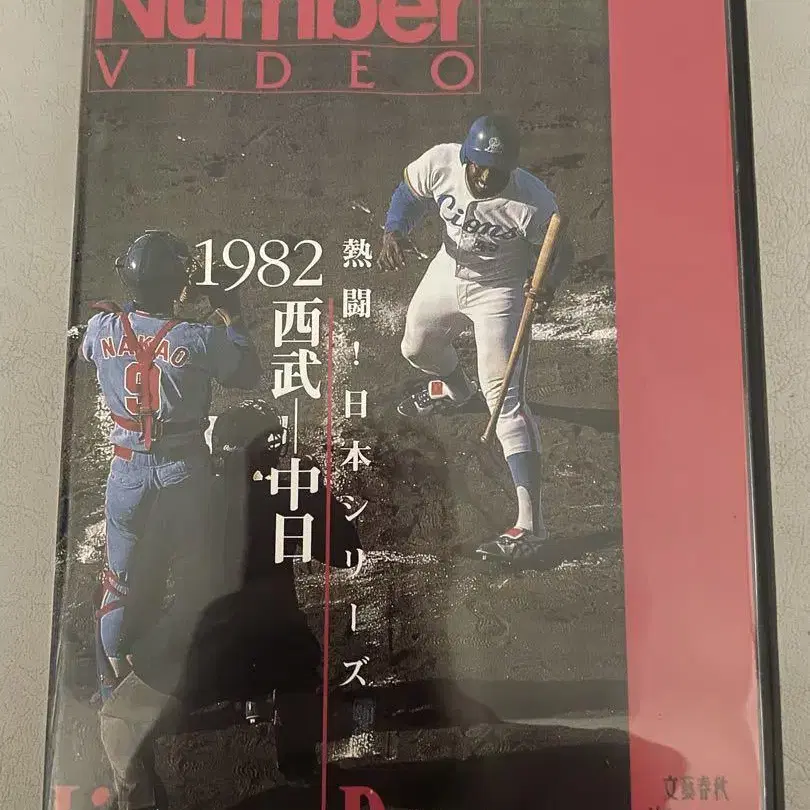 Number
VIDEO
熱闘！日本シリーズ
1982
西武―中日
Lions
NAKAO
9
文藝春秋